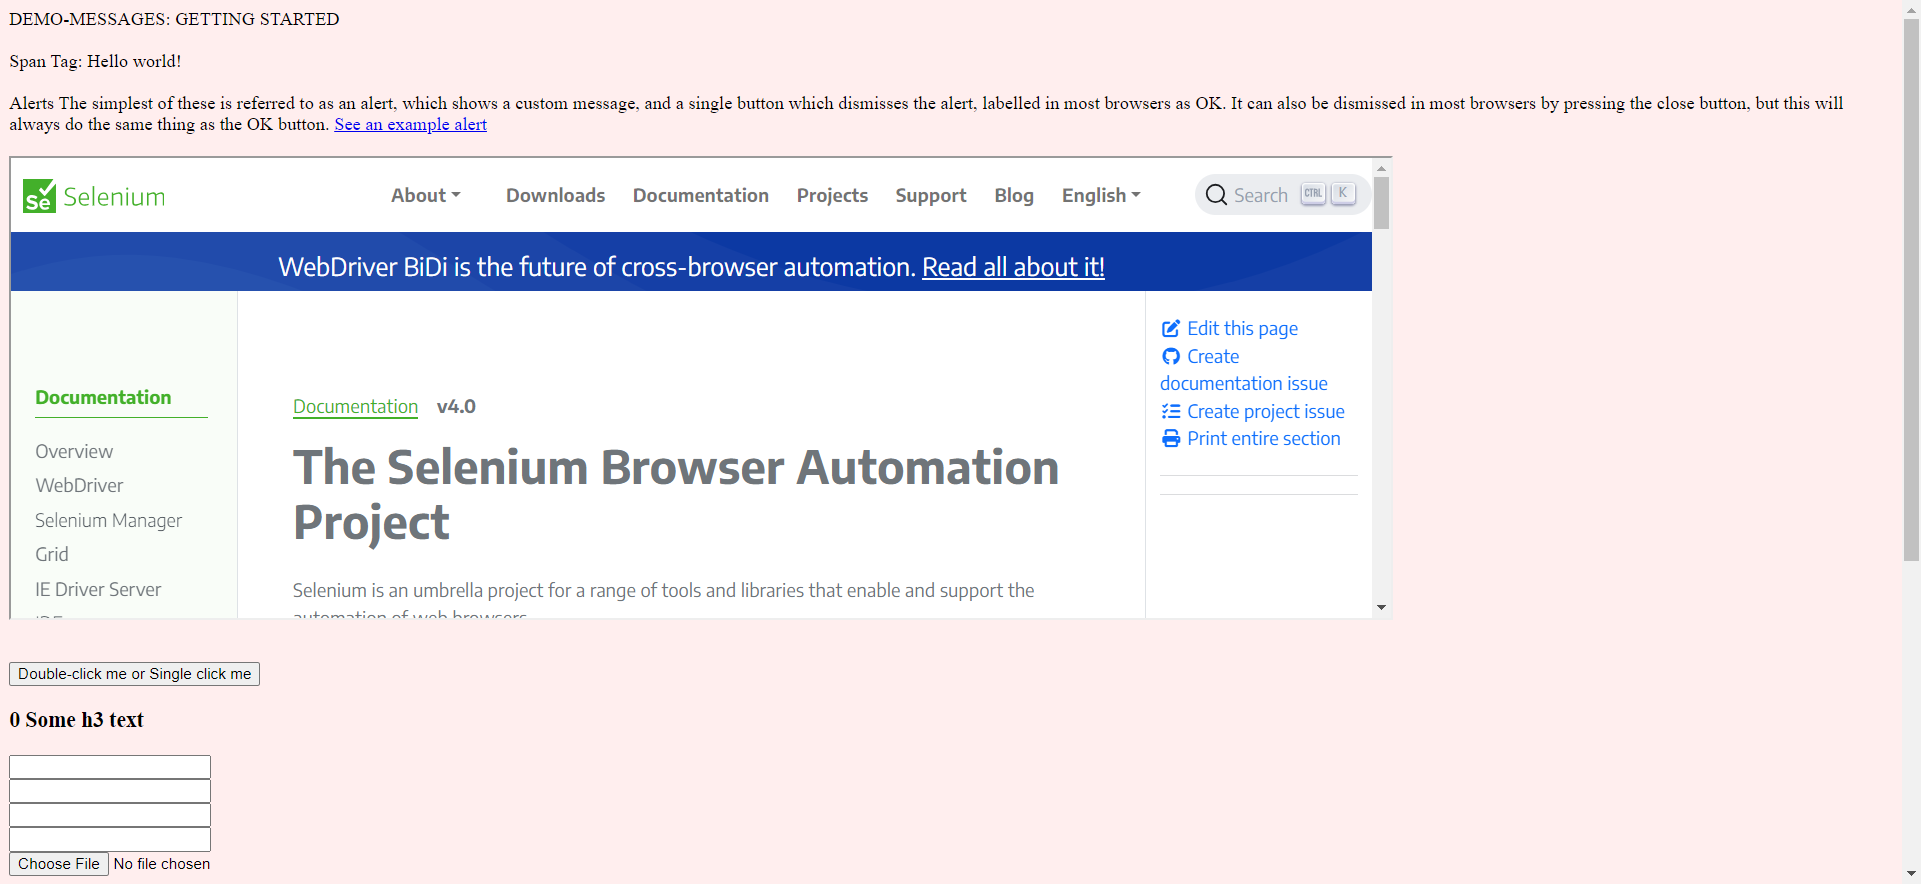 DEMO-MESSAGES: GETTING STARTED
Span Tag: Hello world!
Alerts The simplest of these is referred to as an alert, which shows a custom message, and a single button which dismisses the alert, labelled in most browsers as OK. It can also be dismissed in most browsers by pressing the close button, but this will
always do the same thing as the OK button. See an example alert
Se Selenium
About
Downloads
Documentation
Projects
Support
Blog
English
Search CTRL K
WebDriver BiDi is the future of cross-browser automation. Read all about it!
Documentation
Overview
WebDriver
Selenium Manager
Grid
IE Driver Server
Documentation v4.0
The Selenium Browser Automation
Project
Selenium is an umbrella project for a range of tools and libraries that enable and support the
automation of web browsers
Edit this page
Create
documentation issue
Create project issue
Print entire section
Double-click me or Single click me
0 Some h3 text
Choose File No file chosen